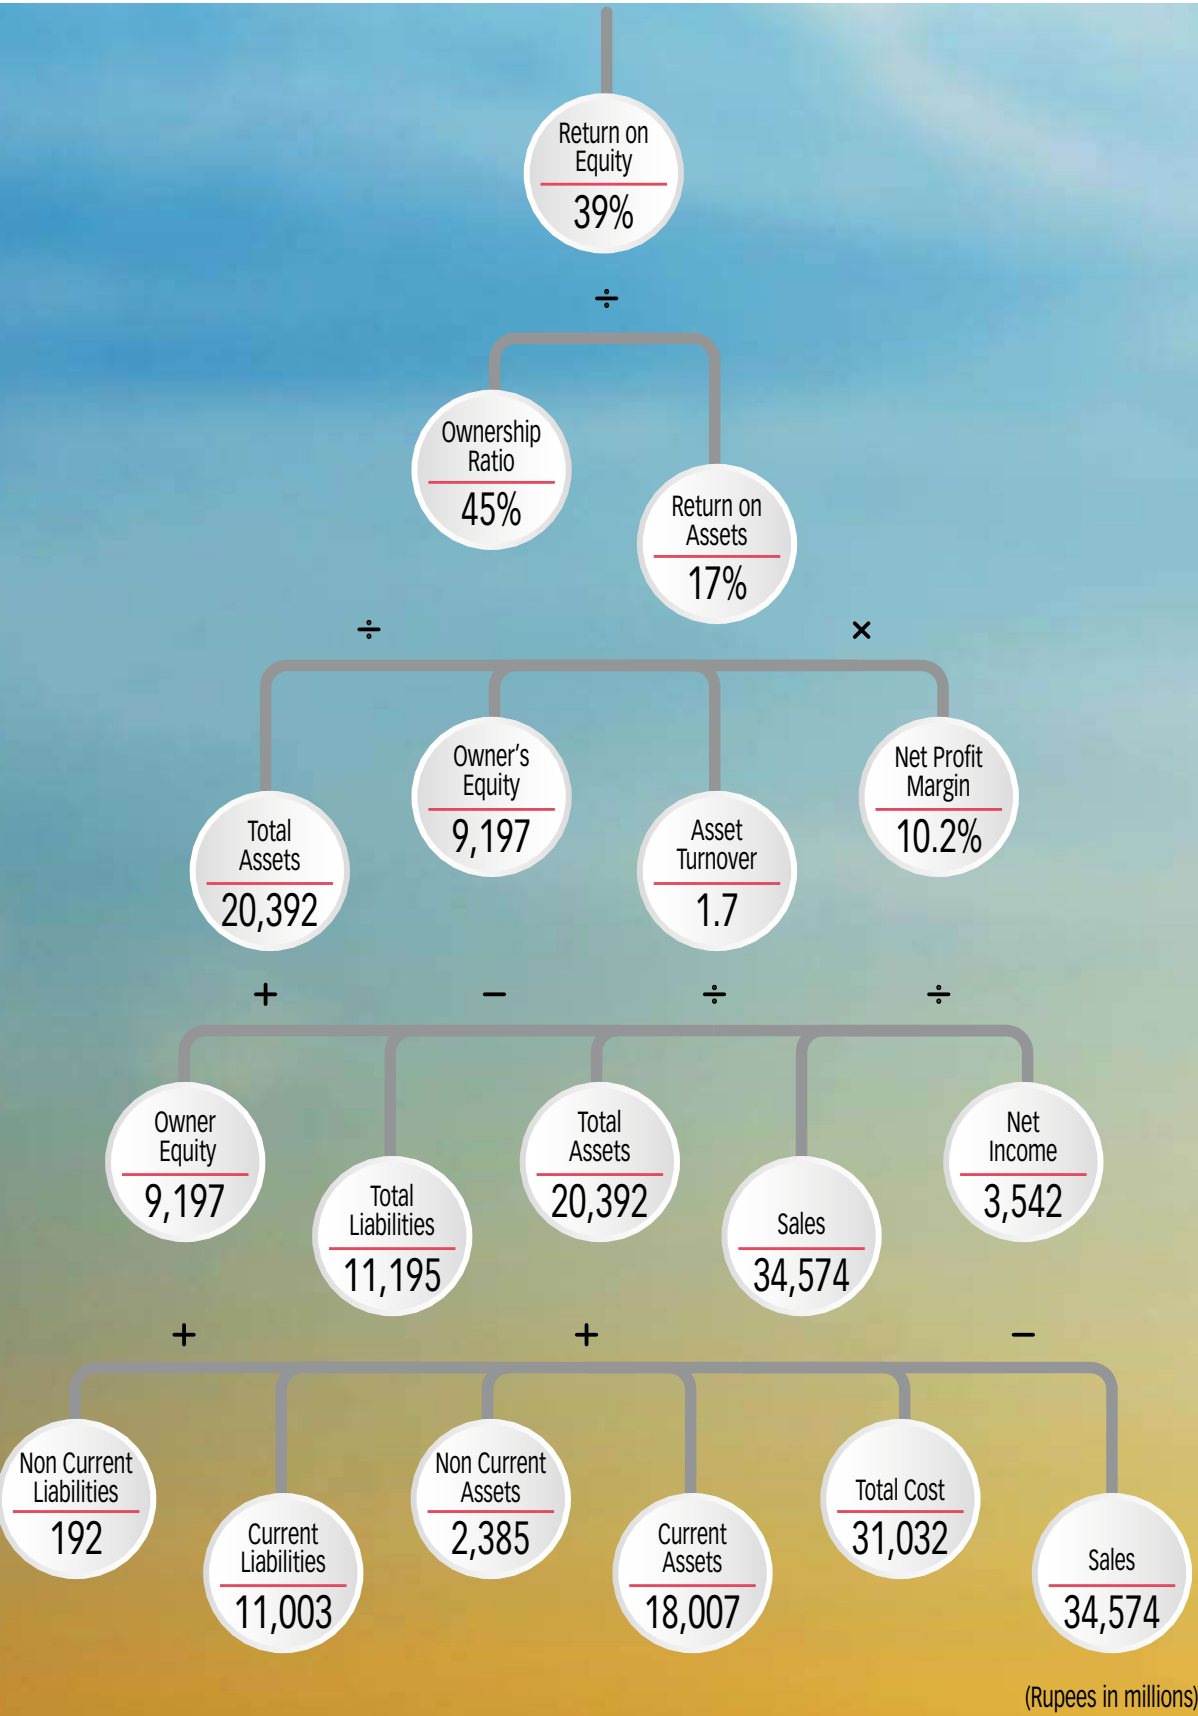 Return on
Equity
39%
÷
Ownership
Ratio
45%
Return on
Assets
17%
÷
×
Total
Assets
20,392
Owner's
Equity
9,197
Asset
Turnover
1.7
Net Profit
Margin
10.2%
+
−
÷
÷
Owner
Equity
9,197
Total
Liabilities
11,195
Total
Assets
20,392
Sales
34,574
Net
Income
3,542
+
+
−
Non Current
Liabilities
192
Current
Liabilities
11,003
Non Current
Assets
2,385
Current
Assets
18,007
Total Cost
31,032
Sales
34,574
(Rupees in millions)